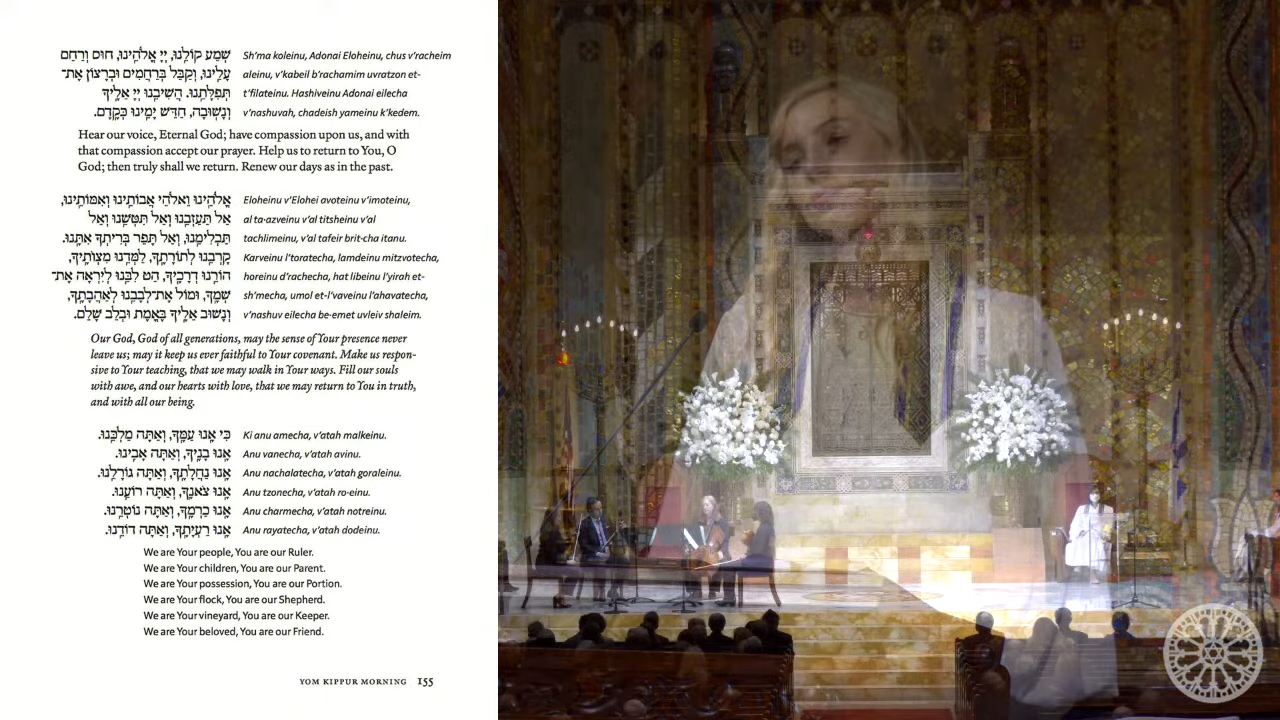 שְׁמַע קוֹלֵֽנוּ, יְיָ אֱלֹהֵֽינוּ, חוּס וְרַחֵם Sh'ma koleinu, Adonai Eloheinu, chus v'racheim
עָלֵֽינוּ, וְקַבֵּל בְּרַחֲמִים וּבְרָצוֹן אֶת־ aleinu, v'kabeil b'rachamim uvratzon et-
תְּפִלָּתֵֽנוּ. הֲשִׁיבֵֽנוּ יְיָ אֵלֶֽיךָ t'filateinu. Hashiveinu Adonai eilecha
וְנָשֽׁוּבָה, חַדֵּשׁ יָמֵֽינוּ כְּקֶֽדֶם. v'nashuvah, chadeish yameinu k'kedem.
Hear our voice, Eternal God; have compassion upon us, and with
that compassion accept our prayer. Help us to return to You, O
God; then truly shall we return. Renew our days as in the past.
אֱלֹהֵֽינוּ וֵאלֹהֵי אֲבוֹתֵֽינוּ וְאִמּוֹתֵֽינוּ, Eloheinu v'Elohei avoteinu v'imoteinu,
אַל תַּעַזְבֵֽנוּ וְאַל תִּטְּשֵֽׁנוּ וְאַל al ta·azveinu v'al titsheinu v'al
תַּכְלִימֵֽנוּ, וְאַל תָּפֵר בְּרִיתְךָ אִתָּֽנוּ. tachlimeinu, v'al tafeir brit·cha itanu.
קָרְבֵֽנוּ לְתוֹרָתֶֽךָ, לַמְּדֵֽנוּ מִצְוֹתֶֽיךָ, Karveinu l'toratecha, lamdeinu mitzvotecha,
הוֹרֵֽנוּ דְרָכֶֽיךָ, הַט לִבֵּֽנוּ לְיִרְאָה אֶת־ horeinu d'rachecha, hat libeinu l'yirah et-
שְׁמֶֽךָ, וּמוֹל אֶת־לְבָבֵֽנוּ לְאַהֲבָתֶֽךָ, sh'mecha, umol et-l'vaveinu l'ahavatecha,
וְנָשׁוּב אֵלֶֽיךָ בֶּאֱמֶת וּבְלֵב שָׁלֵם. v'nashuv eilecha be·emet uvleiv shaleim.
Our God, God of all generations, may the sense of Your presence never
leave us; may it keep us ever faithful to Your covenant. Make us respon-
sive to Your teaching, that we may walk in Your ways. Fill our souls
with awe, and our hearts with love, that we may return to You in truth,
and with all our being.
כִּי אָֽנוּ עַמֶּֽךָ, וְאַתָּה מַלְכֵּֽנוּ. Ki anu amecha, v'atah malkeinu.
אָֽנוּ בָנֶֽיךָ, וְאַתָּה אָבִֽינוּ. Anu vanecha, v'atah avinu.
אָֽנוּ נַחֲלָתֶֽךָ, וְאַתָּה גוֹרָלֵֽנוּ. Anu nachalatecha, v'atah goraleinu.
אָֽנוּ צֹאנֶֽךָ, וְאַתָּה רוֹעֵֽנוּ. Anu tzonecha, v'atah ro·einu.
אָֽנוּ כַרְמֶֽךָ, וְאַתָּה נוֹטְרֵֽנוּ. Anu charmecha, v'atah notreinu.
אָֽנוּ רַעְיָתֶֽךָ, וְאַתָּה דוֹדֵֽנוּ. Anu rayatecha, v'atah dodeinu.
We are Your people, You are our Ruler.
We are Your children, You are our Parent.
We are Your possession, You are our Portion.
We are Your flock, You are our Shepherd.
We are Your vineyard, You are our Keeper.
We are Your beloved, You are our Friend.
YOM KIPPUR MORNING 155